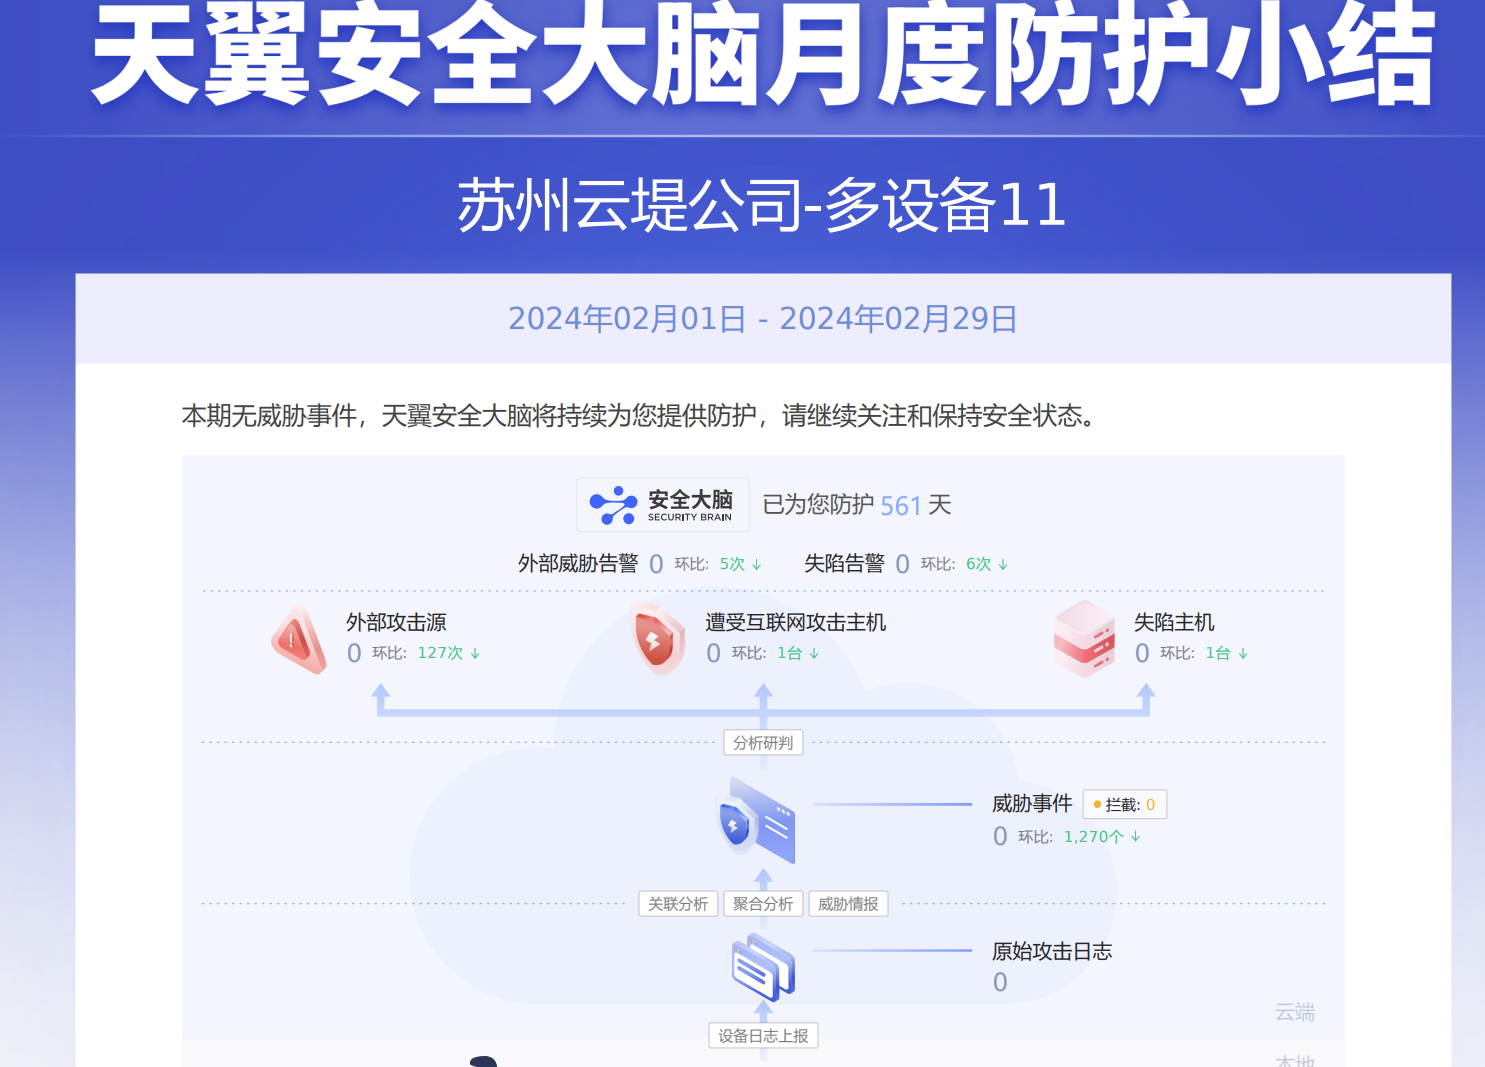 天翼安全大脑月度防护小结
苏州云堤公司-多设备11
2024年02月01日 - 2024年02月29日
本期无威胁事件，天翼安全大脑将持续为您提供防护，请继续关注和保持安全状态。
安全大脑 已为您防护 561 天
SECURITY BRAIN
外部威胁告警 0 环比: 5次 ↓ 失陷告警 0 环比: 6次 ↓
外部攻击源 遭受互联网攻击主机 失陷主机
0 环比: 127次 ↓ 0 环比: 1台 ↓ 0 环比: 1台 ↓
分析研判
威胁事件 拦截: 0
0 环比: 1,270个 ↓
关联分析 聚合分析 威胁情报
原始攻击日志
0
云端
设备日志上报
本地